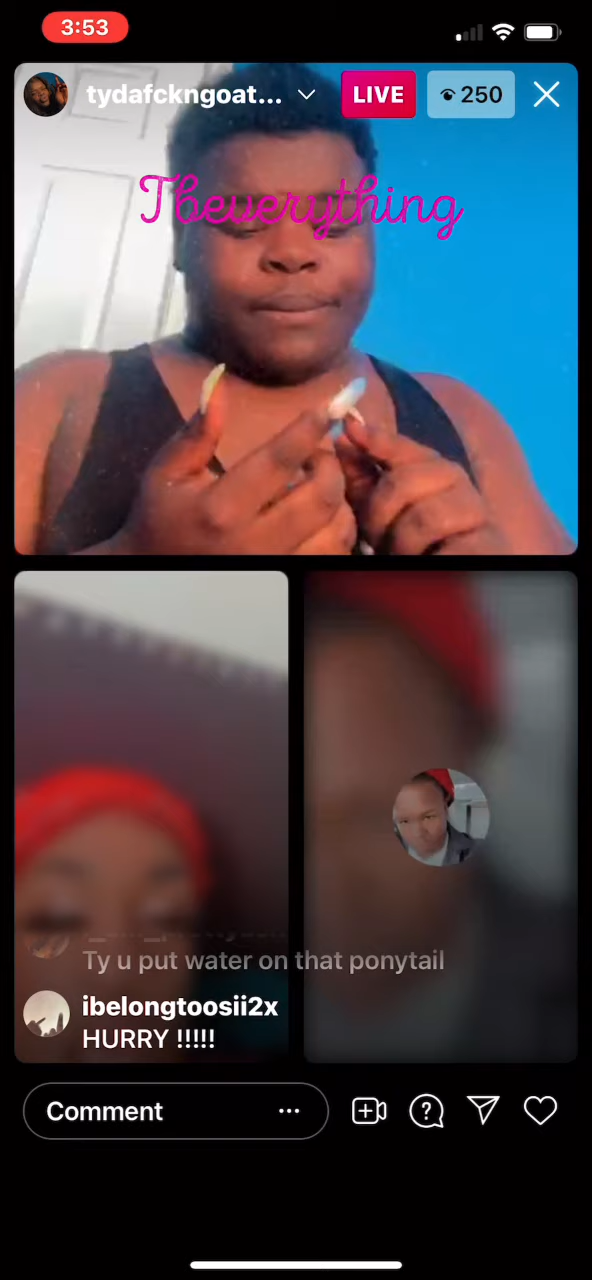 3:53
tydafckngoat...
LIVE
250
Tbeverything
Ty u put water on that ponytail
ibelongtoosii2x
HURRY !!!!!
Comment